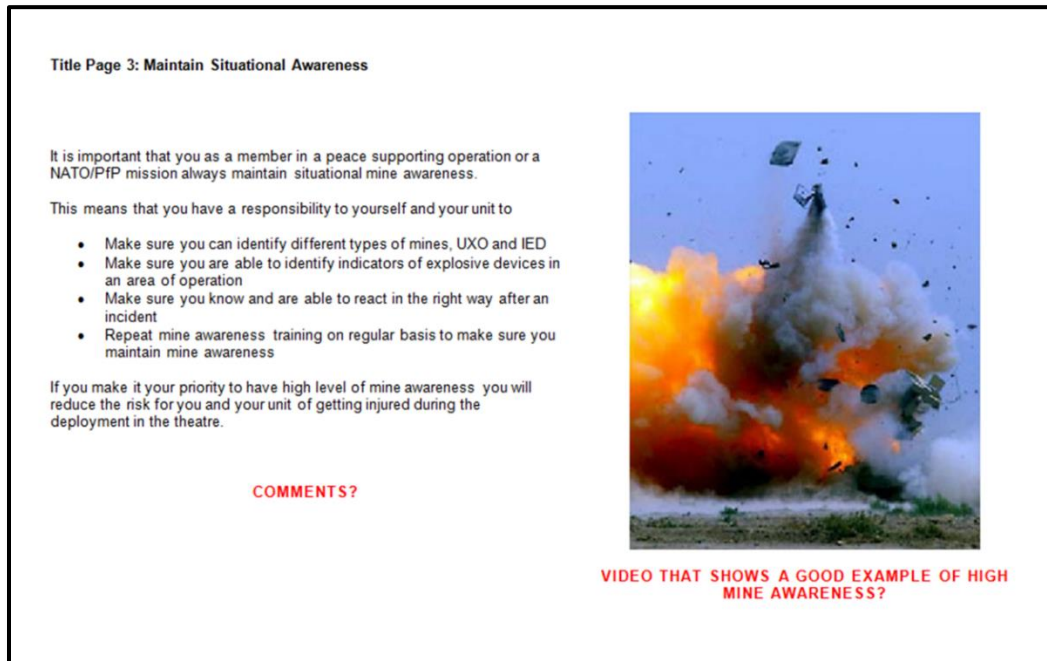 Title Page 3: Maintain Situational Awareness
It is important that you as a member in a peace supporting operation or a
NATO/PfP mission always maintain situational mine awareness.
This means that you have a responsibility to yourself and your unit to
• Make sure you can identify different types of mines, UXO and IED
• Make sure you are able to identify indicators of explosive devices in
an area of operation
• Make sure you know and are able to react in the right way after an
incident
• Repeat mine awareness training on regular basis to make sure you
maintain mine awareness
If you make it your priority to have high level of mine awareness you will
reduce the risk for you and your unit of getting injured during the
deployment in the theatre.
COMMENTS?
VIDEO THAT SHOWS A GOOD EXAMPLE OF HIGH
MINE AWARENESS?